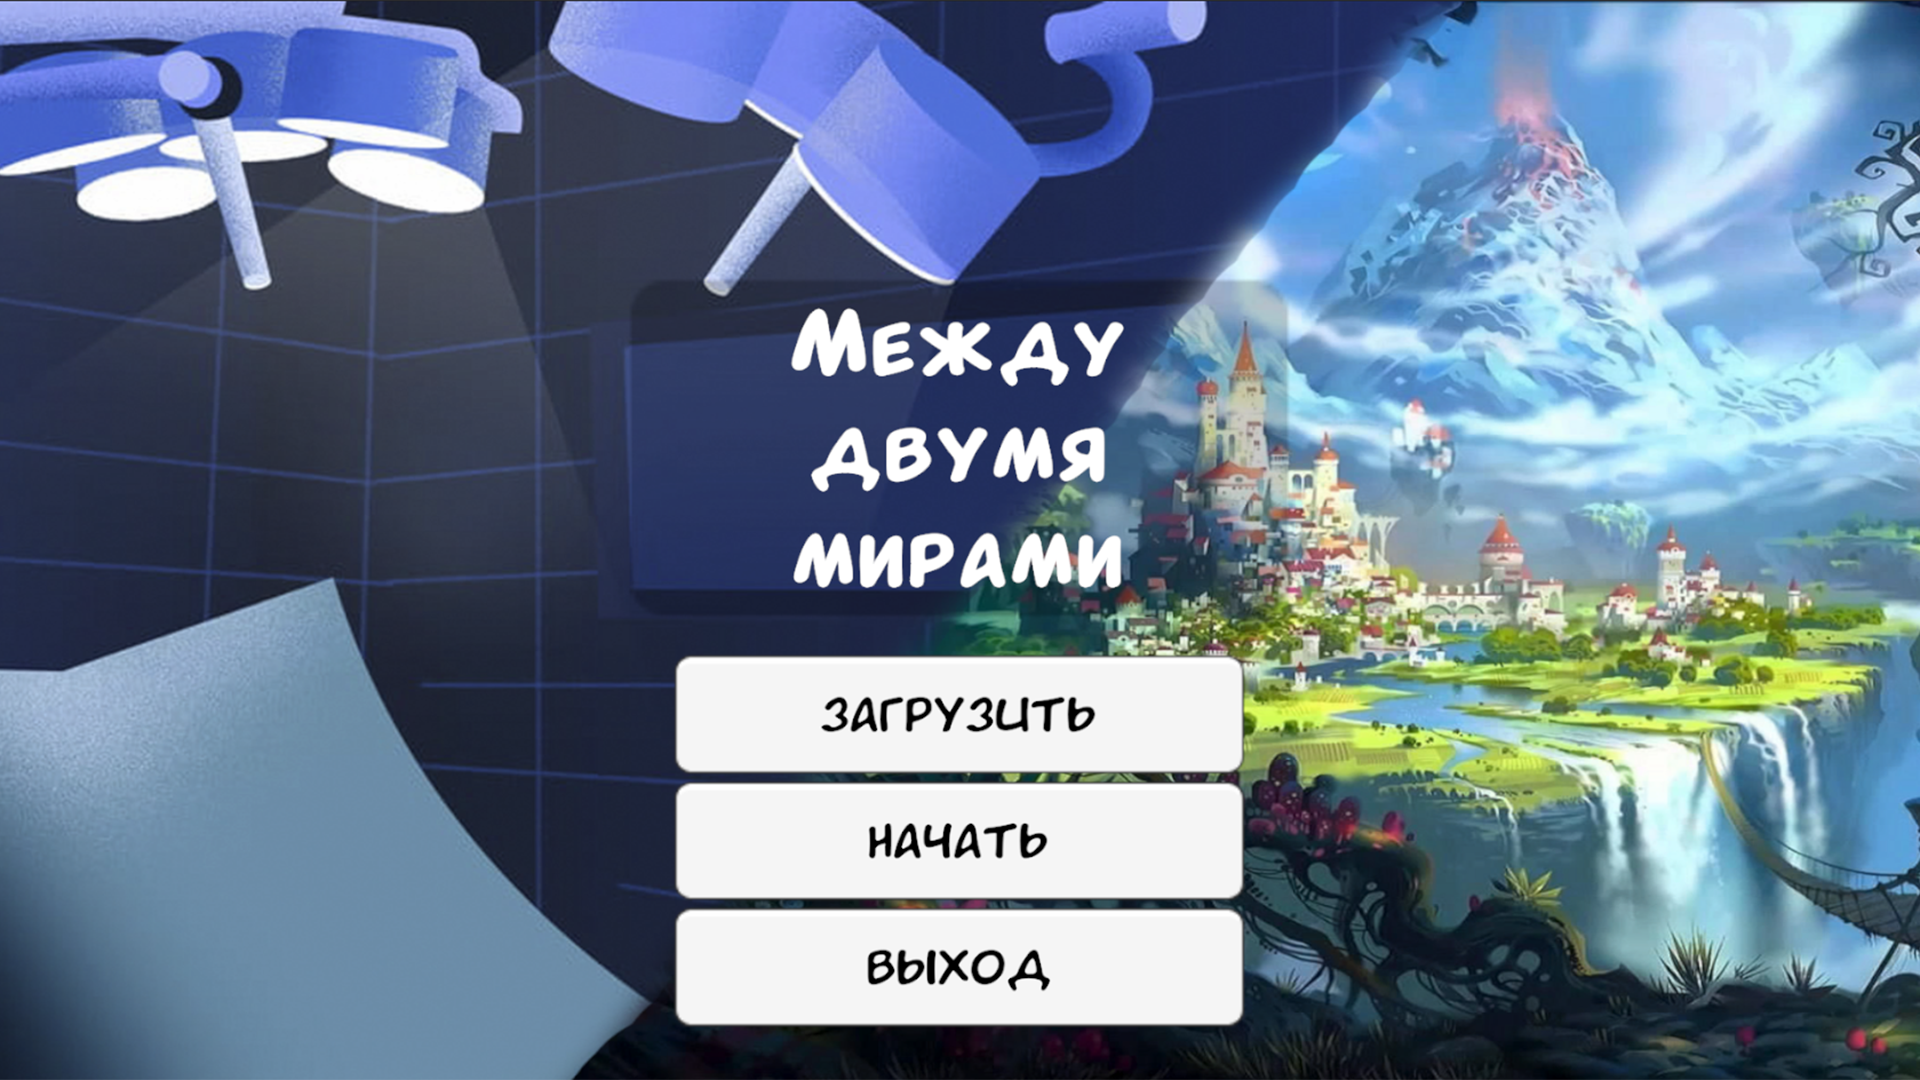 Между
двумя
мирами
загрузить
начать
выход